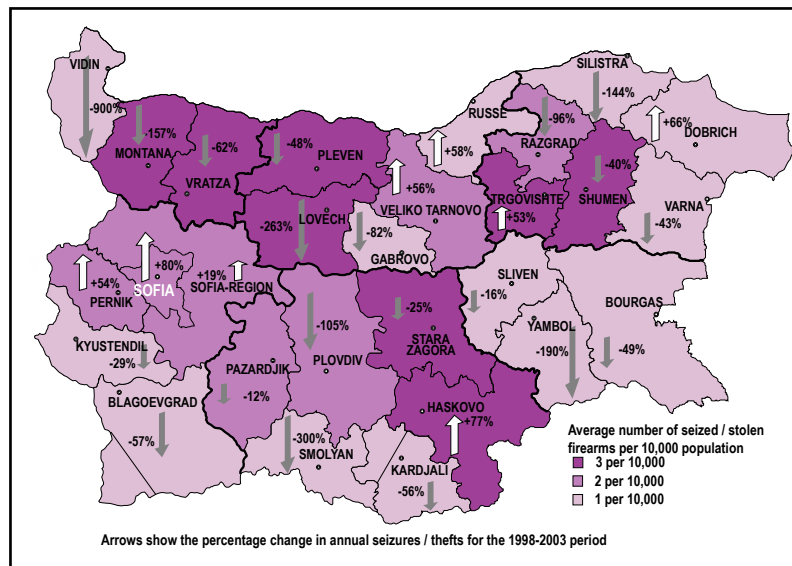 VIDIN
-900%
-157%
MONTANA
-62%
VRATZA
-48%
PLEVEN
-263%
LOVECH
+56%
VELIKO TARNOVO
-82%
GABROVO
RUSSE
+58%
SILISTRA
-144%
-96%
RAZGRAD
+66%
DOBRICH
TRGOVISHTE
+53%
-40%
SHUMEN
VARNA
-43%
+54%
PERNIK
+80%
SOFIA
+19%
SOFIA-REGION
KYUSTENDIL
-29%
BLAGOEVGRAD
-57%
PAZARDJIK
-12%
-105%
PLOVDIV
-300%
SMOLYAN
-25%
STARA
ZAGORA
HASKOVO
+77%
KARDJALI
-56%
SLIVEN
-16%
YAMBOL
-190%
BOURGAS
-49%
Average number of seized / stolen
firearms per 10,000 population
3 per 10,000
2 per 10,000
1 per 10,000
Arrows show the percentage change in annual seizures / thefts for the 1998-2003 period